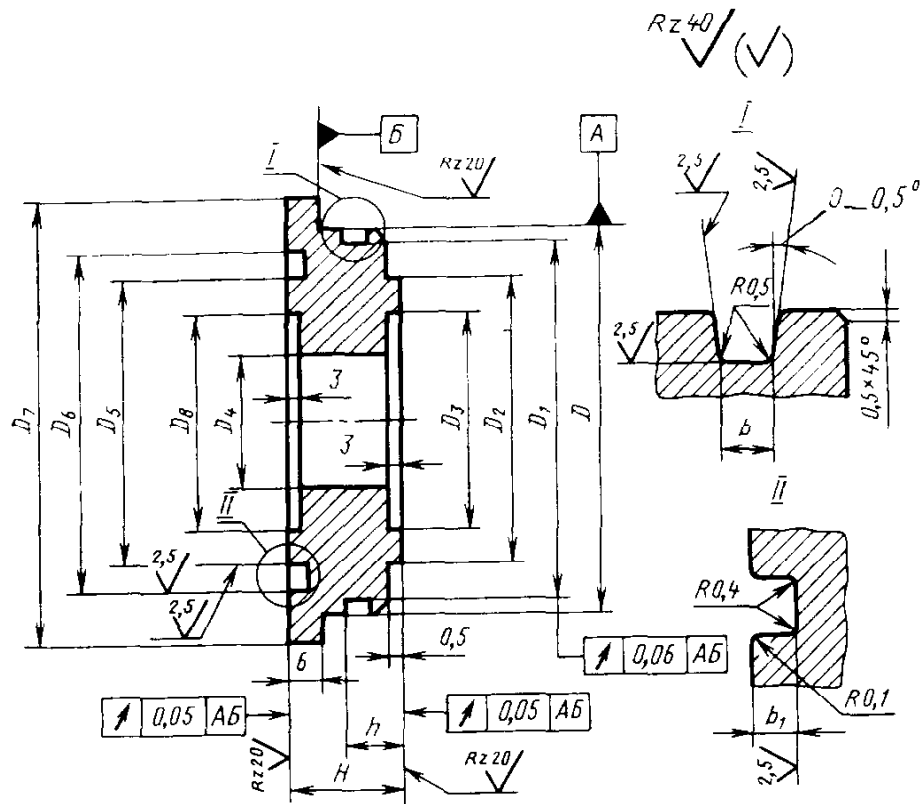 Rz40 (√)
I
Б
А
I
Rz20
2,5
2,5
0_0,5°
R0,5
2,5
0,5×45°
b
D₇
D₆
D₅
D₈
D₄
3
3
D₃
D₂
D₁
D
II
II
2,5
2,5
R0,4
R0,1
b₁
2,5
6
0,5
0,06 АБ
0,05 АБ
0,05 АБ
h
H
Rz20
Rz20